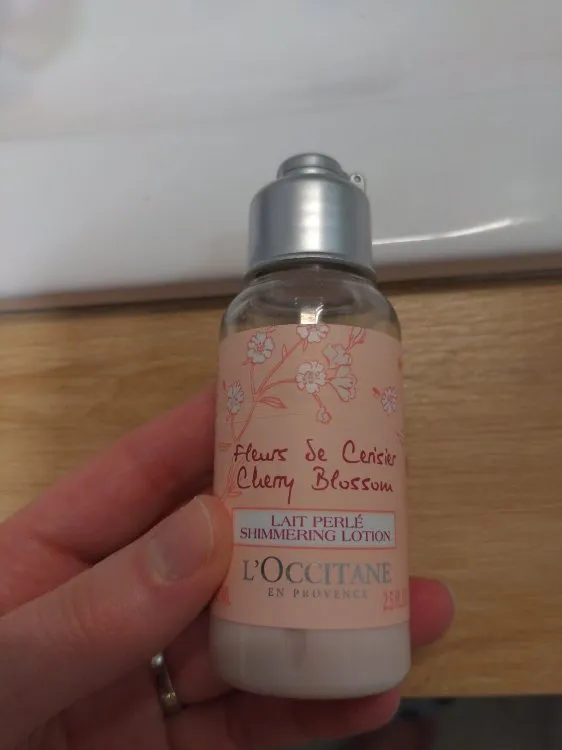 Fleurs de Cerisier
Cherry Blossom
LAIT PERLÉ
SHIMMERING LOTION
L'OCCITANE
EN PROVENCE